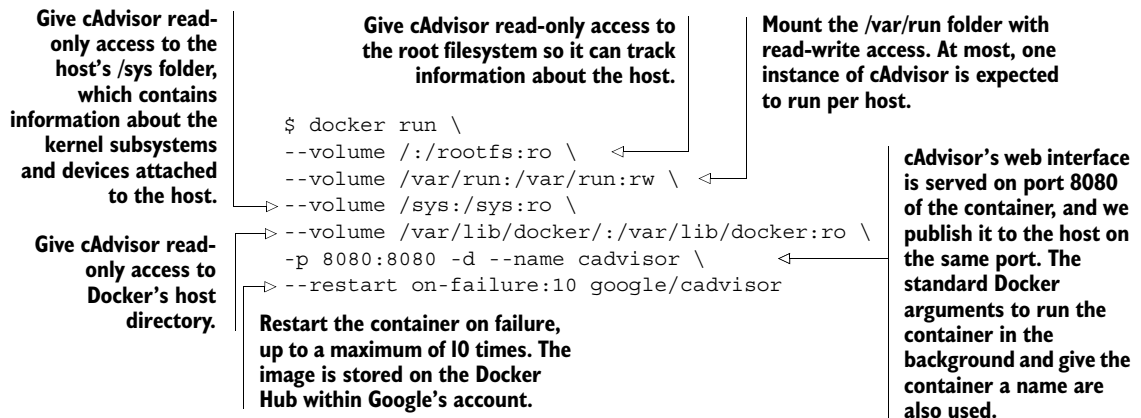 Give cAdvisor read-
only access to the
host's /sys folder,
which contains
information about the
kernel subsystems
and devices attached
to the host.
Give cAdvisor read-only access to
the root filesystem so it can track
information about the host.
Mount the /var/run folder with
read-write access. At most, one
instance of cAdvisor is expected
to run per host.
$ docker run \
--volume /:/rootfs:ro \
--volume /var/run:/var/run:rw \
--volume /sys:/sys:ro \
--volume /var/lib/docker/:/var/lib/docker:ro \
-p 8080:8080 -d --name cadvisor \
--restart on-failure:10 google/cadvisor
Give cAdvisor read-
only access to
Docker's host
directory.
Restart the container on failure,
up to a maximum of 10 times. The
image is stored on the Docker
Hub within Google's account.
cAdvisor's web interface
is served on port 8080
of the container, and we
publish it to the host on
the same port. The
standard Docker
arguments to run the
container in the
background and give the
container a name are
also used.